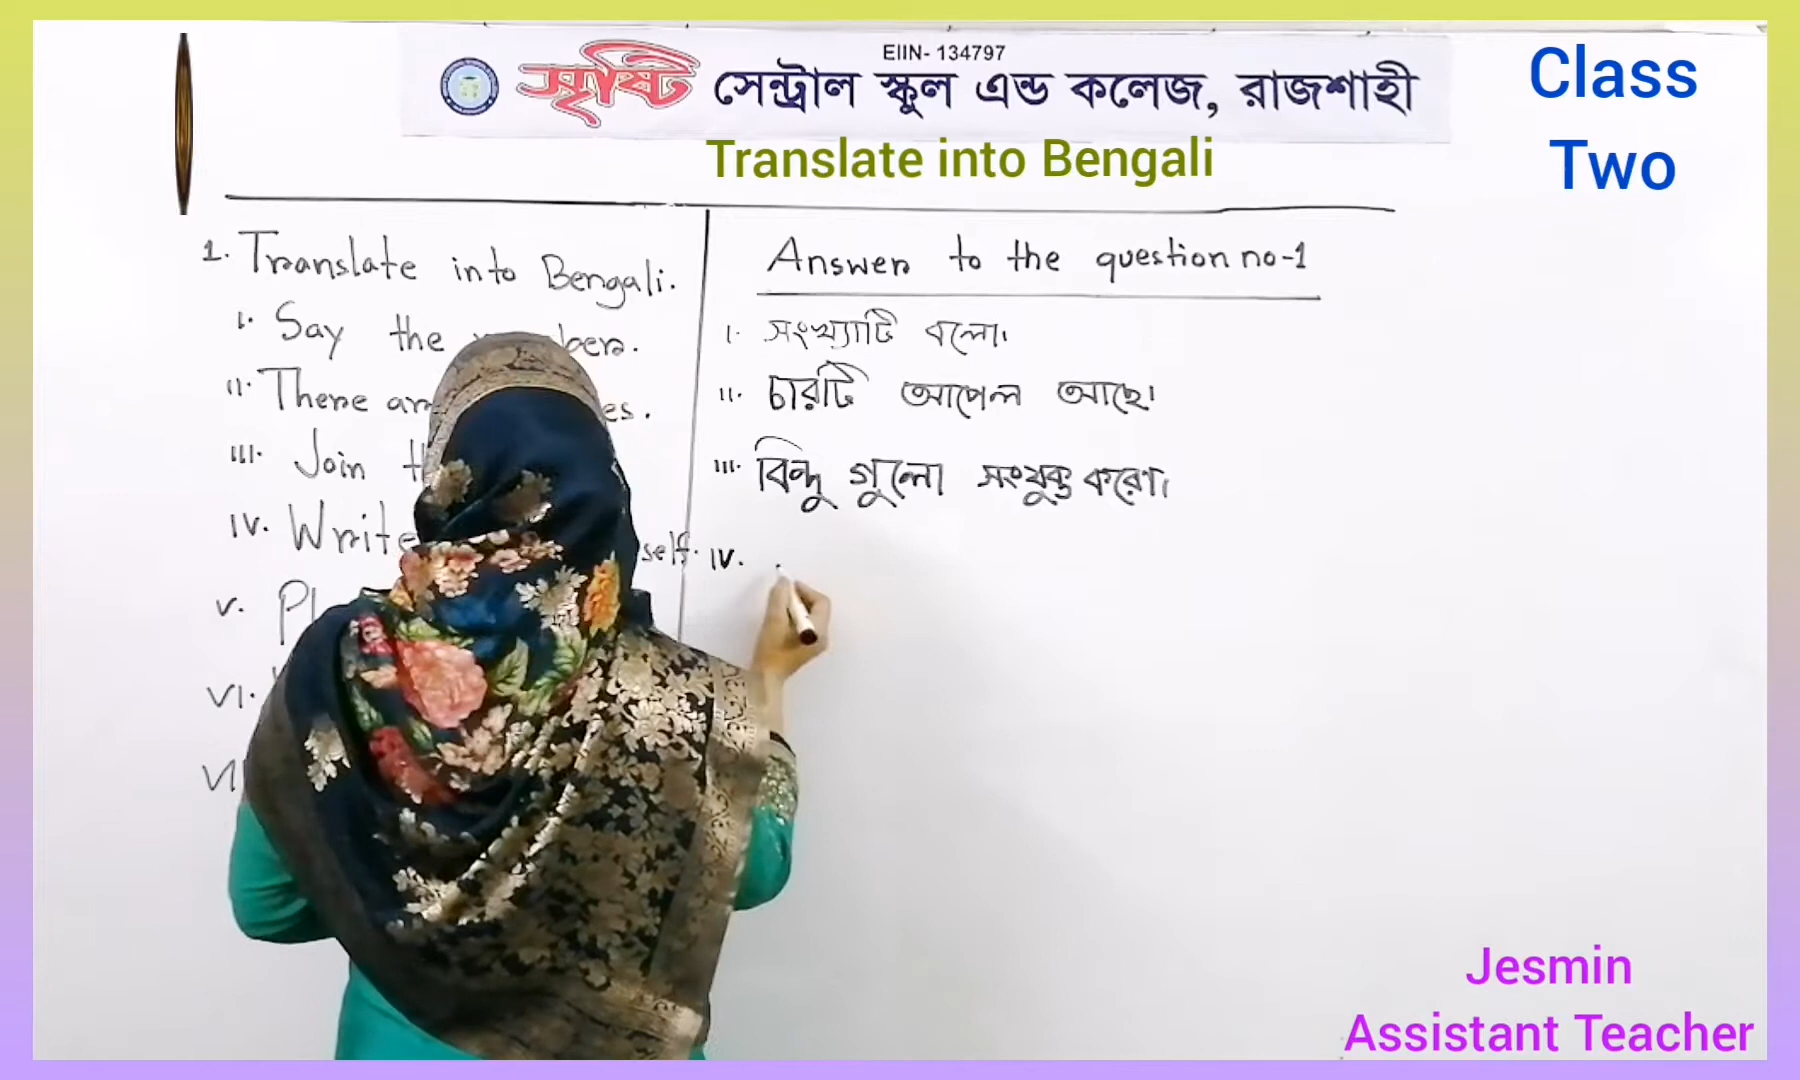 EIIN- 134797
সৃষ্টি সেন্ট্রাল স্কুল এন্ড কলেজ, রাজশাহী
Class
Two
Translate into Bengali
1. Translate into Bengali.
i. Say the
ii. There
iii. Join
iv. Write self.
v.
vi.
Answer to the question no-1
i. সংখ্যাটি বলো।
ii. চারটি আপেল আছে।
iii. বিন্দু গুলো সংযুক্ত করো।
iv.
Jesmin
Assistant Teacher